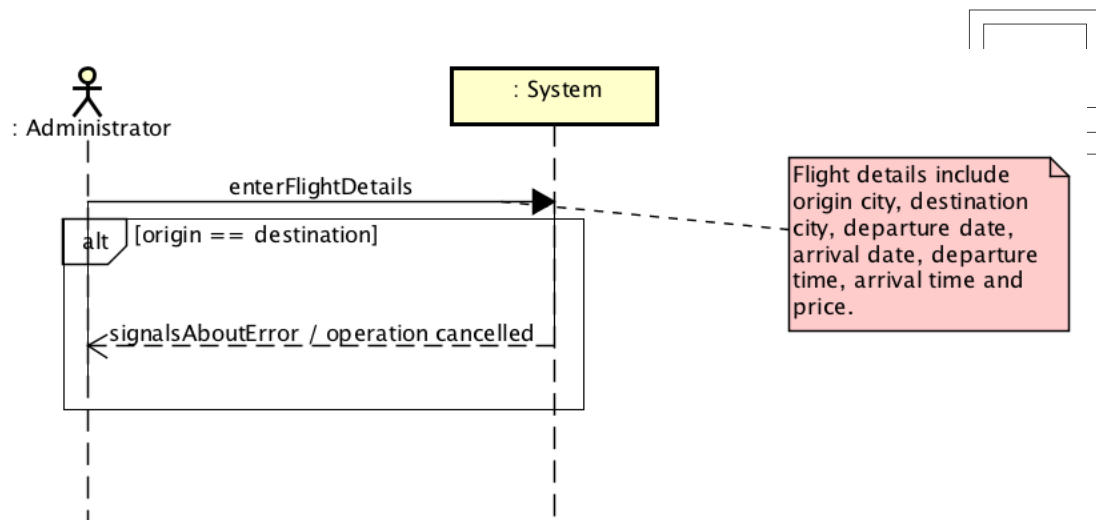 : System
: Administrator
enterFlightDetails
alt
[origin == destination]
signalsAboutError / operation cancelled
Flight details include
origin city, destination
city, departure date,
arrival date, departure
time, arrival time and
price.